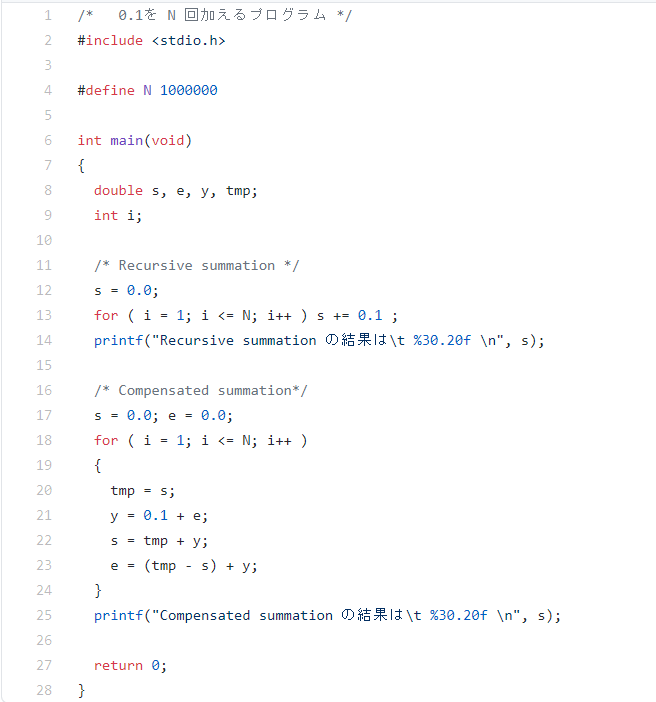 1 /*   0.1を N 回加えるプログラム */
2 #include <stdio.h>
3
4 #define N 1000000
5
6 int main(void)
7 {
8   double s, e, y, tmp;
9   int i;
10
11   /* Recursive summation */
12   s = 0.0;
13   for ( i = 1; i <= N; i++ ) s += 0.1 ;
14   printf("Recursive summation の結果は\t %30.20f \n", s);
15
16   /* Compensated summation*/
17   s = 0.0; e = 0.0;
18   for ( i = 1; i <= N; i++ )
19   {
20     tmp = s;
21     y = 0.1 + e;
22     s = tmp + y;
23     e = (tmp - s) + y;
24   }
25   printf("Compensated summation の結果は\t %30.20f \n", s);
26
27   return 0;
28 }